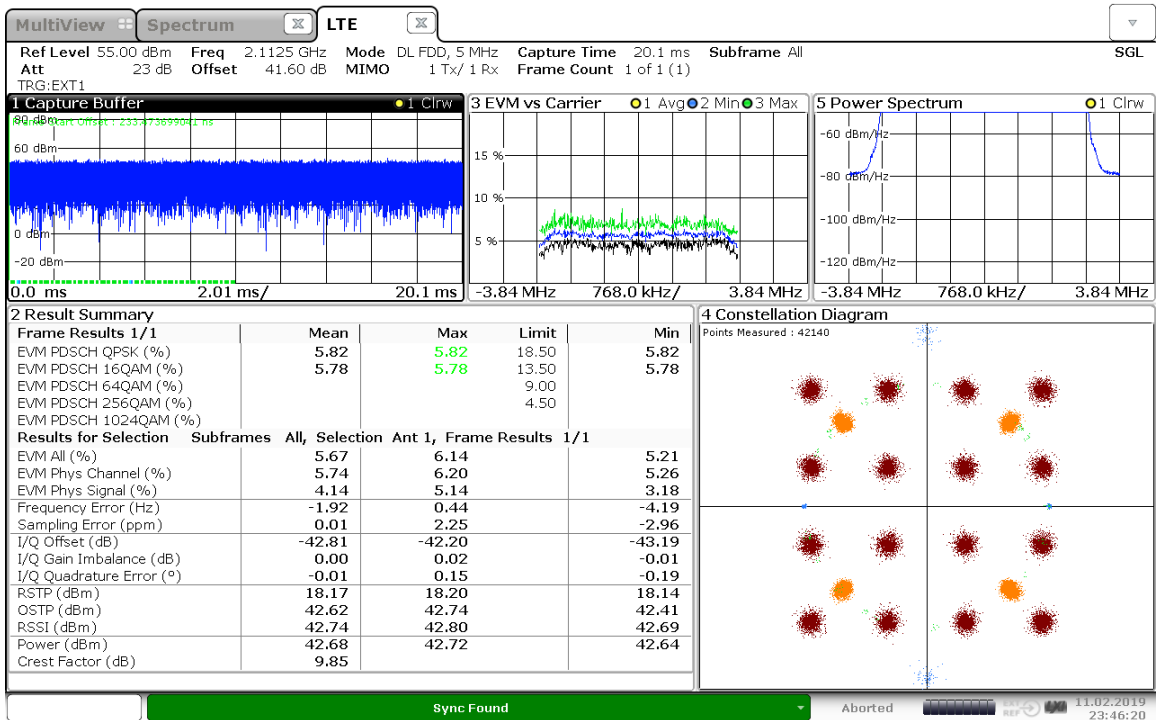 MultiView Spectrum LTE
Ref Level 55.00 dBm Freq 2.1125 GHz Mode DL FDD, 5 MHz Capture Time 20.1 ms Subframe All SGL
Att 23 dB Offset 41.60 dB MIMO 1 Tx/ 1 Rx Frame Count 1 of 1 (1)
TRG:EXT1
1 Capture Buffer 1 Clrw
80 dBm
Frame Start Offset : 233.473699041 ns
60 dBm
0 dBm
-20 dBm
0.0 ms 2.01 ms/ 20.1 ms
3 EVM vs Carrier 1 Avg 2 Min 3 Max
15 %
10 %
5 %
-3.84 MHz 768.0 kHz/ 3.84 MHz
5 Power Spectrum 1 Clrw
-60 dBm/Hz
-80 dBm/Hz
-100 dBm/Hz
-120 dBm/Hz
-3.84 MHz 768.0 kHz/ 3.84 MHz
2 Result Summary
Frame Results 1/1 Mean Max Limit Min
EVM PDSCH QPSK (%) 5.82 5.82 18.50 5.82
EVM PDSCH 16QAM (%) 5.78 5.78 13.50 5.78
EVM PDSCH 64QAM (%) 9.00
EVM PDSCH 256QAM (%) 4.50
EVM PDSCH 1024QAM (%)
Results for Selection Subframes All, Selection Ant 1, Frame Results 1/1
EVM All (%) 5.67 6.14 5.21
EVM Phys Channel (%) 5.74 6.20 5.26
EVM Phys Signal (%) 4.14 5.14 3.18
Frequency Error (Hz) -1.92 0.44 -4.19
Sampling Error (ppm) 0.01 2.25 -2.96
I/Q Offset (dB) -42.81 -42.20 -43.19
I/Q Gain Imbalance (dB) 0.00 0.02 -0.01
I/Q Quadrature Error (°) -0.01 0.15 -0.19
RSTP (dBm) 18.17 18.20 18.14
OSTP (dBm) 42.62 42.74 42.41
RSSI (dBm) 42.74 42.80 42.69
Power (dBm) 42.68 42.72 42.64
Crest Factor (dB) 9.85
4 Constellation Diagram
Points Measured : 42140
Sync Found Aborted EXT REF 11.02.2019
23:46:20